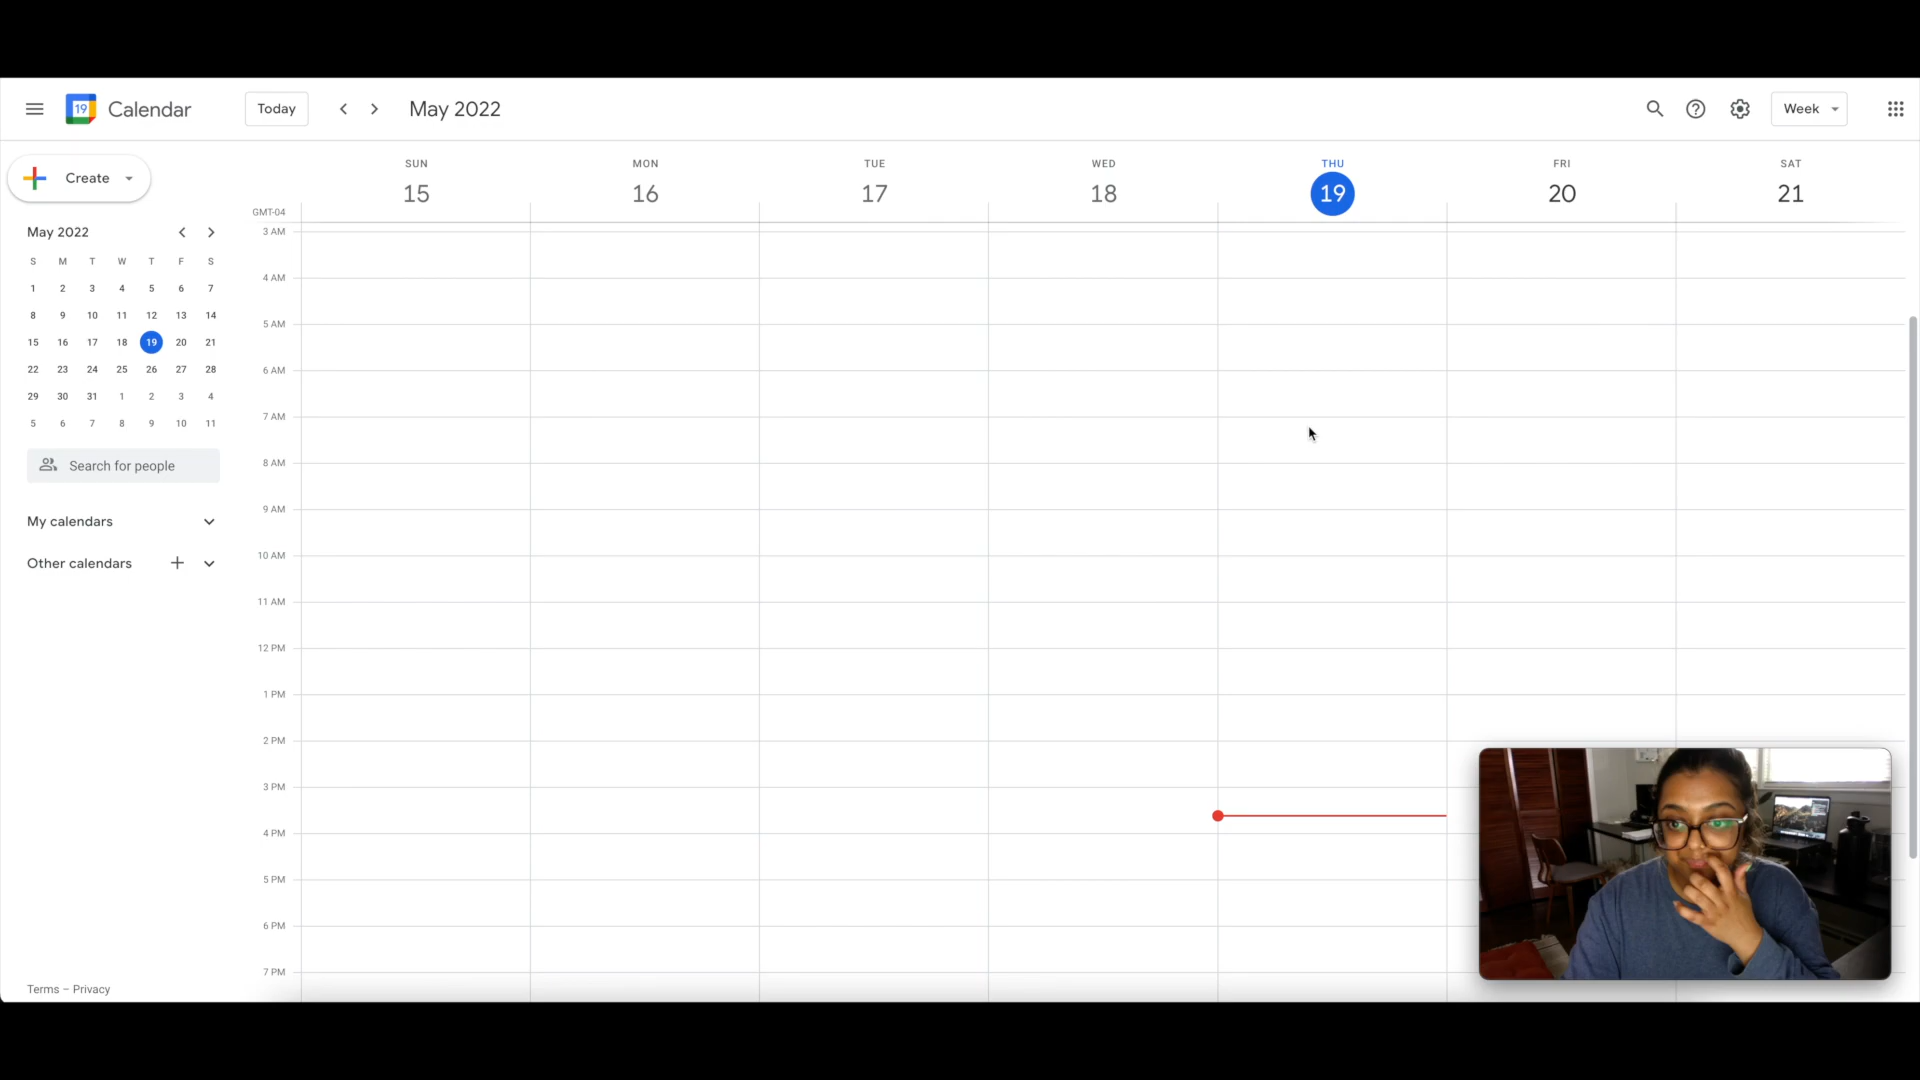 19 Calendar Today May 2022 Week
Create
May 2022
S M T W T F S
1 2 3 4 5 6 7
8 9 10 11 12 13 14
15 16 17 18 19 20 21
22 23 24 25 26 27 28
29 30 31 1 2 3 4
5 6 7 8 9 10 11
Search for people
My calendars
Other calendars
Terms – Privacy
SUN MON TUE WED THU FRI SAT
15 16 17 18 19 20 21
GMT-04
3 AM
4 AM
5 AM
6 AM
7 AM
8 AM
9 AM
10 AM
11 AM
12 PM
1 PM
2 PM
3 PM
4 PM
5 PM
6 PM
7 PM